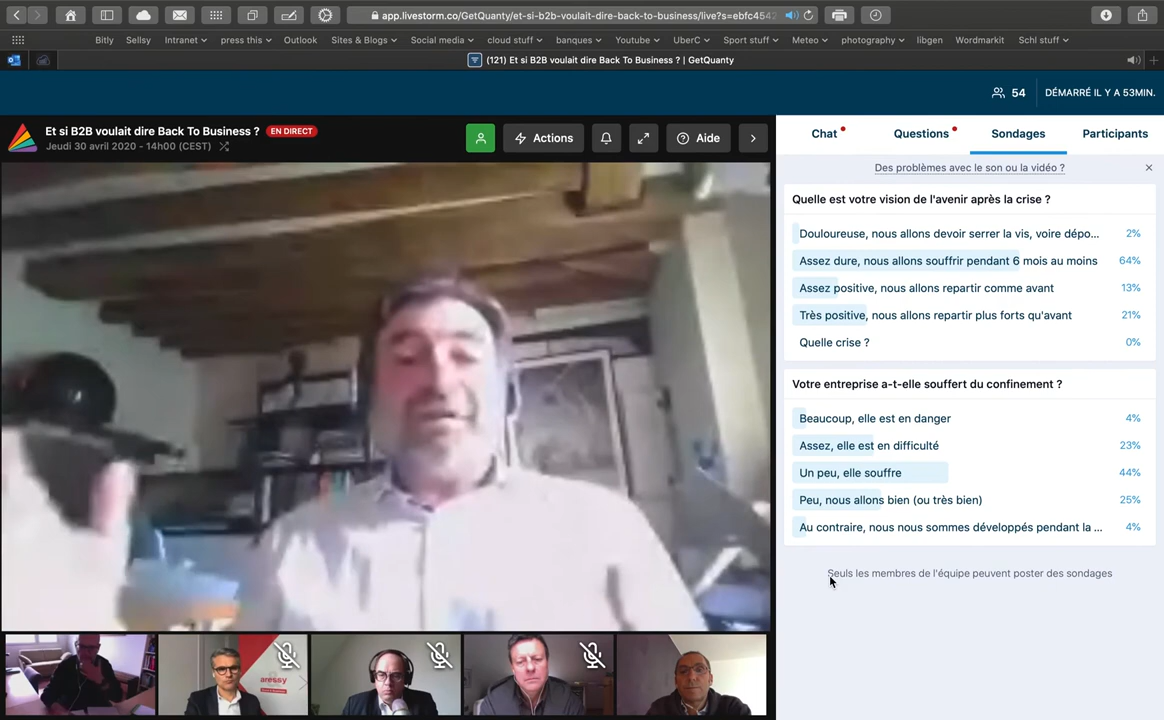 app.livestorm.co/GetQuanty/et-si-b2b-voulait-dire-back-to-business/live?s=ebfc454
Bitly Sellsy Intranet press this Outlook Sites & Blogs Social media cloud stuff banques Youtube UberC Sport stuff Meteo photography libgen Wordmarkit Schl stuff
(121) Et si B2B voulait dire Back To Business ? | GetQuanty
54 DÉMARRÉ IL Y A 53MIN.
Et si B2B voulait dire Back To Business ? EN DIRECT
Jeudi 30 avril 2020 - 14h00 (CEST)
Actions Aide
Chat Questions Sondages Participants
Des problèmes avec le son ou la vidéo ?
Quelle est votre vision de l'avenir après la crise ?
Douloureuse, nous allons devoir serrer la vis, voire dépo... 2%
Assez dure, nous allons souffrir pendant 6 mois au moins 64%
Assez positive, nous allons repartir comme avant 13%
Très positive, nous allons repartir plus forts qu'avant 21%
Quelle crise ? 0%
Votre entreprise a-t-elle souffert du confinement ?
Beaucoup, elle est en danger 4%
Assez, elle est en difficulté 23%
Un peu, elle souffre 44%
Peu, nous allons bien (ou très bien) 25%
Au contraire, nous nous sommes développés pendant la ... 4%
Seuls les membres de l'équipe peuvent poster des sondages
aressy